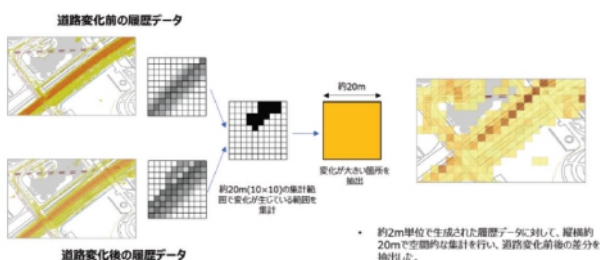 道路変化前の履歴データ
約20m
変化が大きい箇所を
抽出
約20m(10×10)の集計範
囲で変化が生じている範囲を
集計
道路変化後の履歴データ
• 約2m単位で生成された履歴データに対して、縦横約
20mで空間的な集計を行い、道路変化前後の差分を
抽出した。